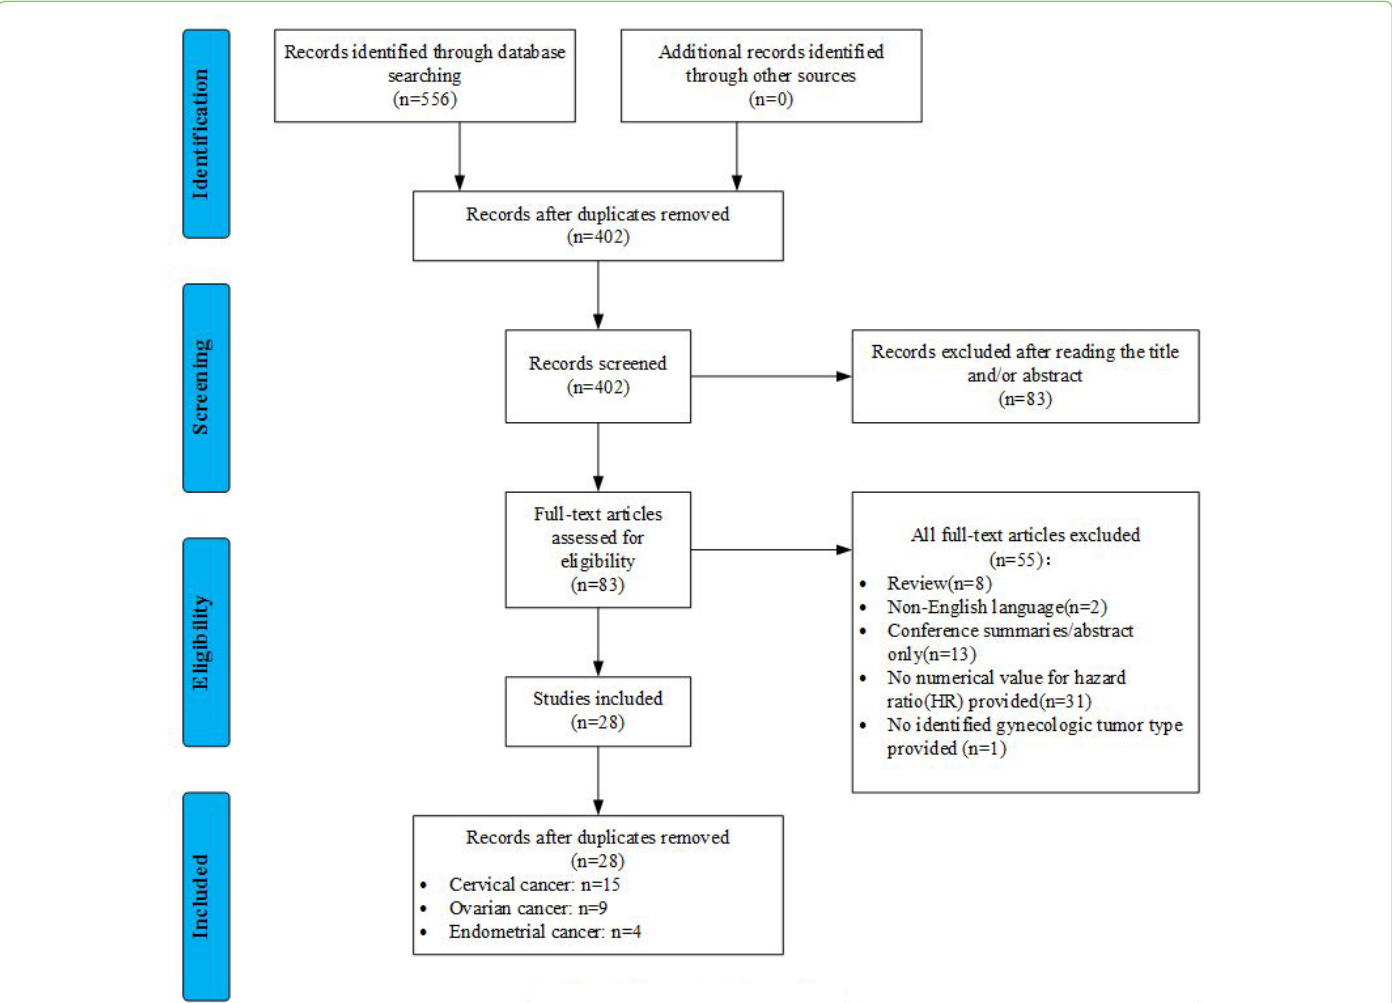 Identification
Records identified through database
searching
(n=556)
Additional records identified
through other sources
(n=0)
Records after duplicates removed
(n=402)
Screening
Records screened
(n=402)
Records excluded after reading the title
and/or abstract
(n=83)
Eligibility
Full-text articles
assessed for
eligibility
(n=83)
All full-text articles excluded
(n=55):
• Review(n=8)
• Non-English language(n=2)
• Conference summaries/abstract
only(n=13)
• No numerical value for hazard
ratio(HR) provided(n=31)
• No identified gynecologic tumor type
provided (n=1)
Studies included
(n=28)
Included
Records after duplicates removed
(n=28)
• Cervical cancer: n=15
• Ovarian cancer: n=9
• Endometrial cancer: n=4